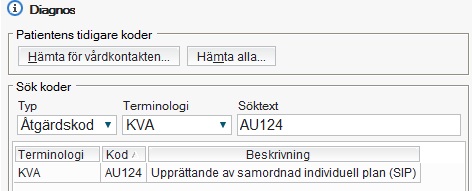 Diagnos
Patientens tidigare koder
Hämta för vårdkontakten... Hämta alla...
Sök koder
Typ Terminologi Söktext
Åtgärdskod KVA AU124
Terminologi Kod Beskrivning
KVA AU124 Upprättande av samordnad individuell plan (SIP)